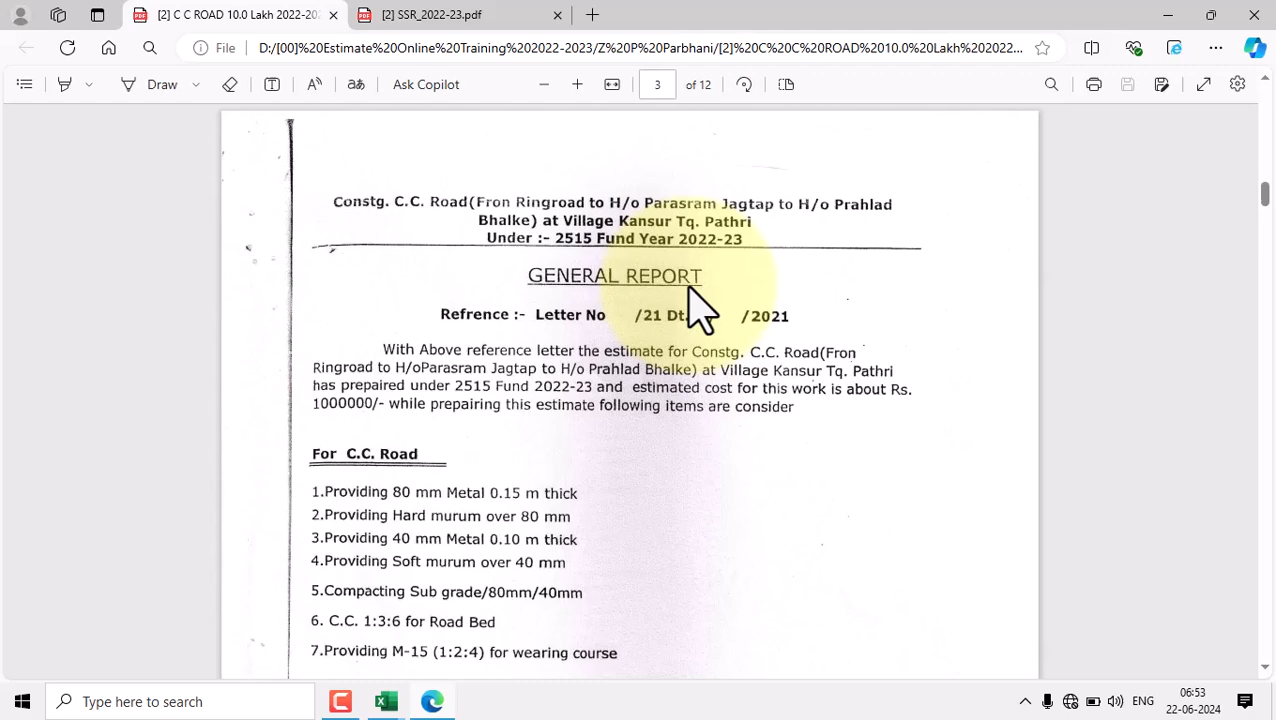 [2] C C ROAD 10.0 Lakh 2022-202
[2] SSR_2022-23.pdf
File
D:/[00]%20Estimate%20Online%20Training%202022-2023/Z%20P%20Parbhani/[2]%20C%20C%20ROAD%2010.0%20Lakh%202022...
Draw
aあ
Ask Copilot
3 of 12
Constg. C.C. Road(Fron Ringroad to H/o Parasram Jagtap to H/o Prahlad
Bhalke) at Village Kansur Tq. Pathri
Under :- 2515 Fund Year 2022-23
GENERAL REPORT
Refrence :- Letter No /21 Dt. /2021
With Above reference letter the estimate for Constg. C.C. Road(Fron
Ringroad to H/oParasram Jagtap to H/o Prahlad Bhalke) at Village Kansur Tq. Pathri
has prepaired under 2515 Fund 2022-23 and estimated cost for this work is about Rs.
1000000/- while preparing this estimate following items are consider
For C.C. Road
1.Providing 80 mm Metal 0.15 m thick
2.Providing Hard murum over 80 mm
3.Providing 40 mm Metal 0.10 m thick
4.Providing Soft murum over 40 mm
5.Compacting Sub grade/80mm/40mm
6. C.C. 1:3:6 for Road Bed
7.Providing M-15 (1:2:4) for wearing course
Type here to search
ENG
06:53
22-06-2024